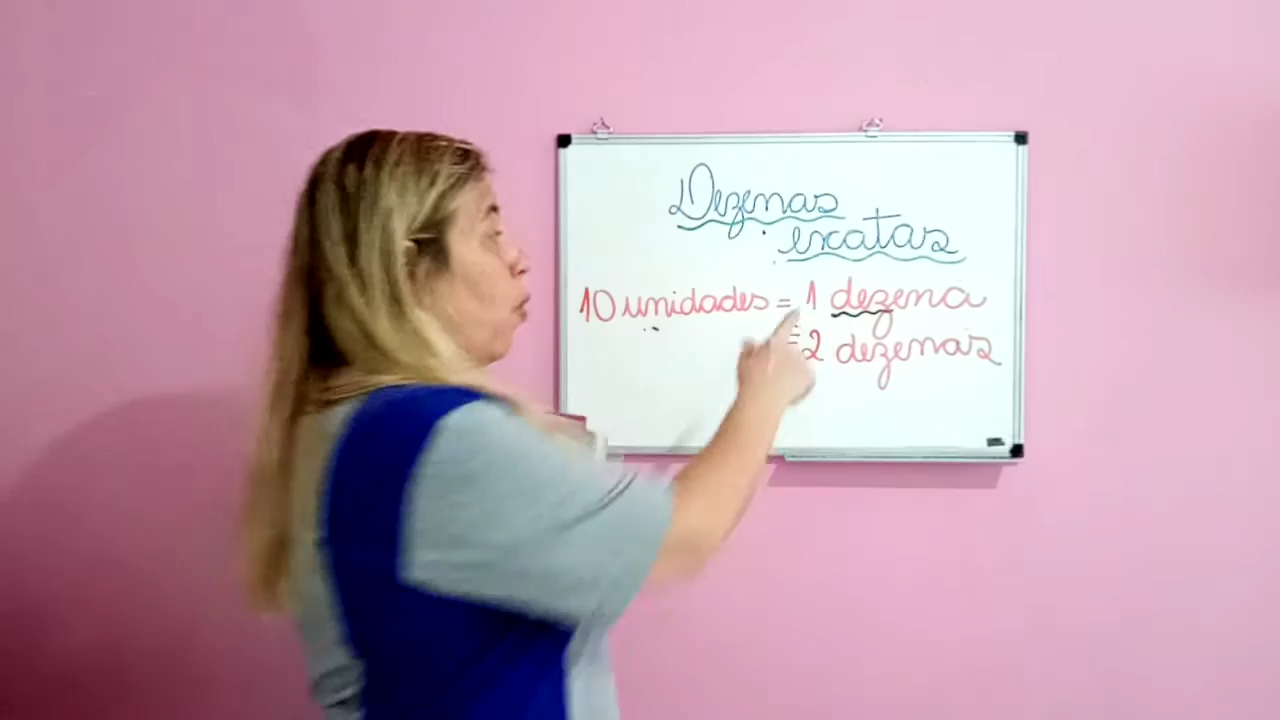 Dezenas
exatas
10 unidades = 1 dezena
= 2 dezenas